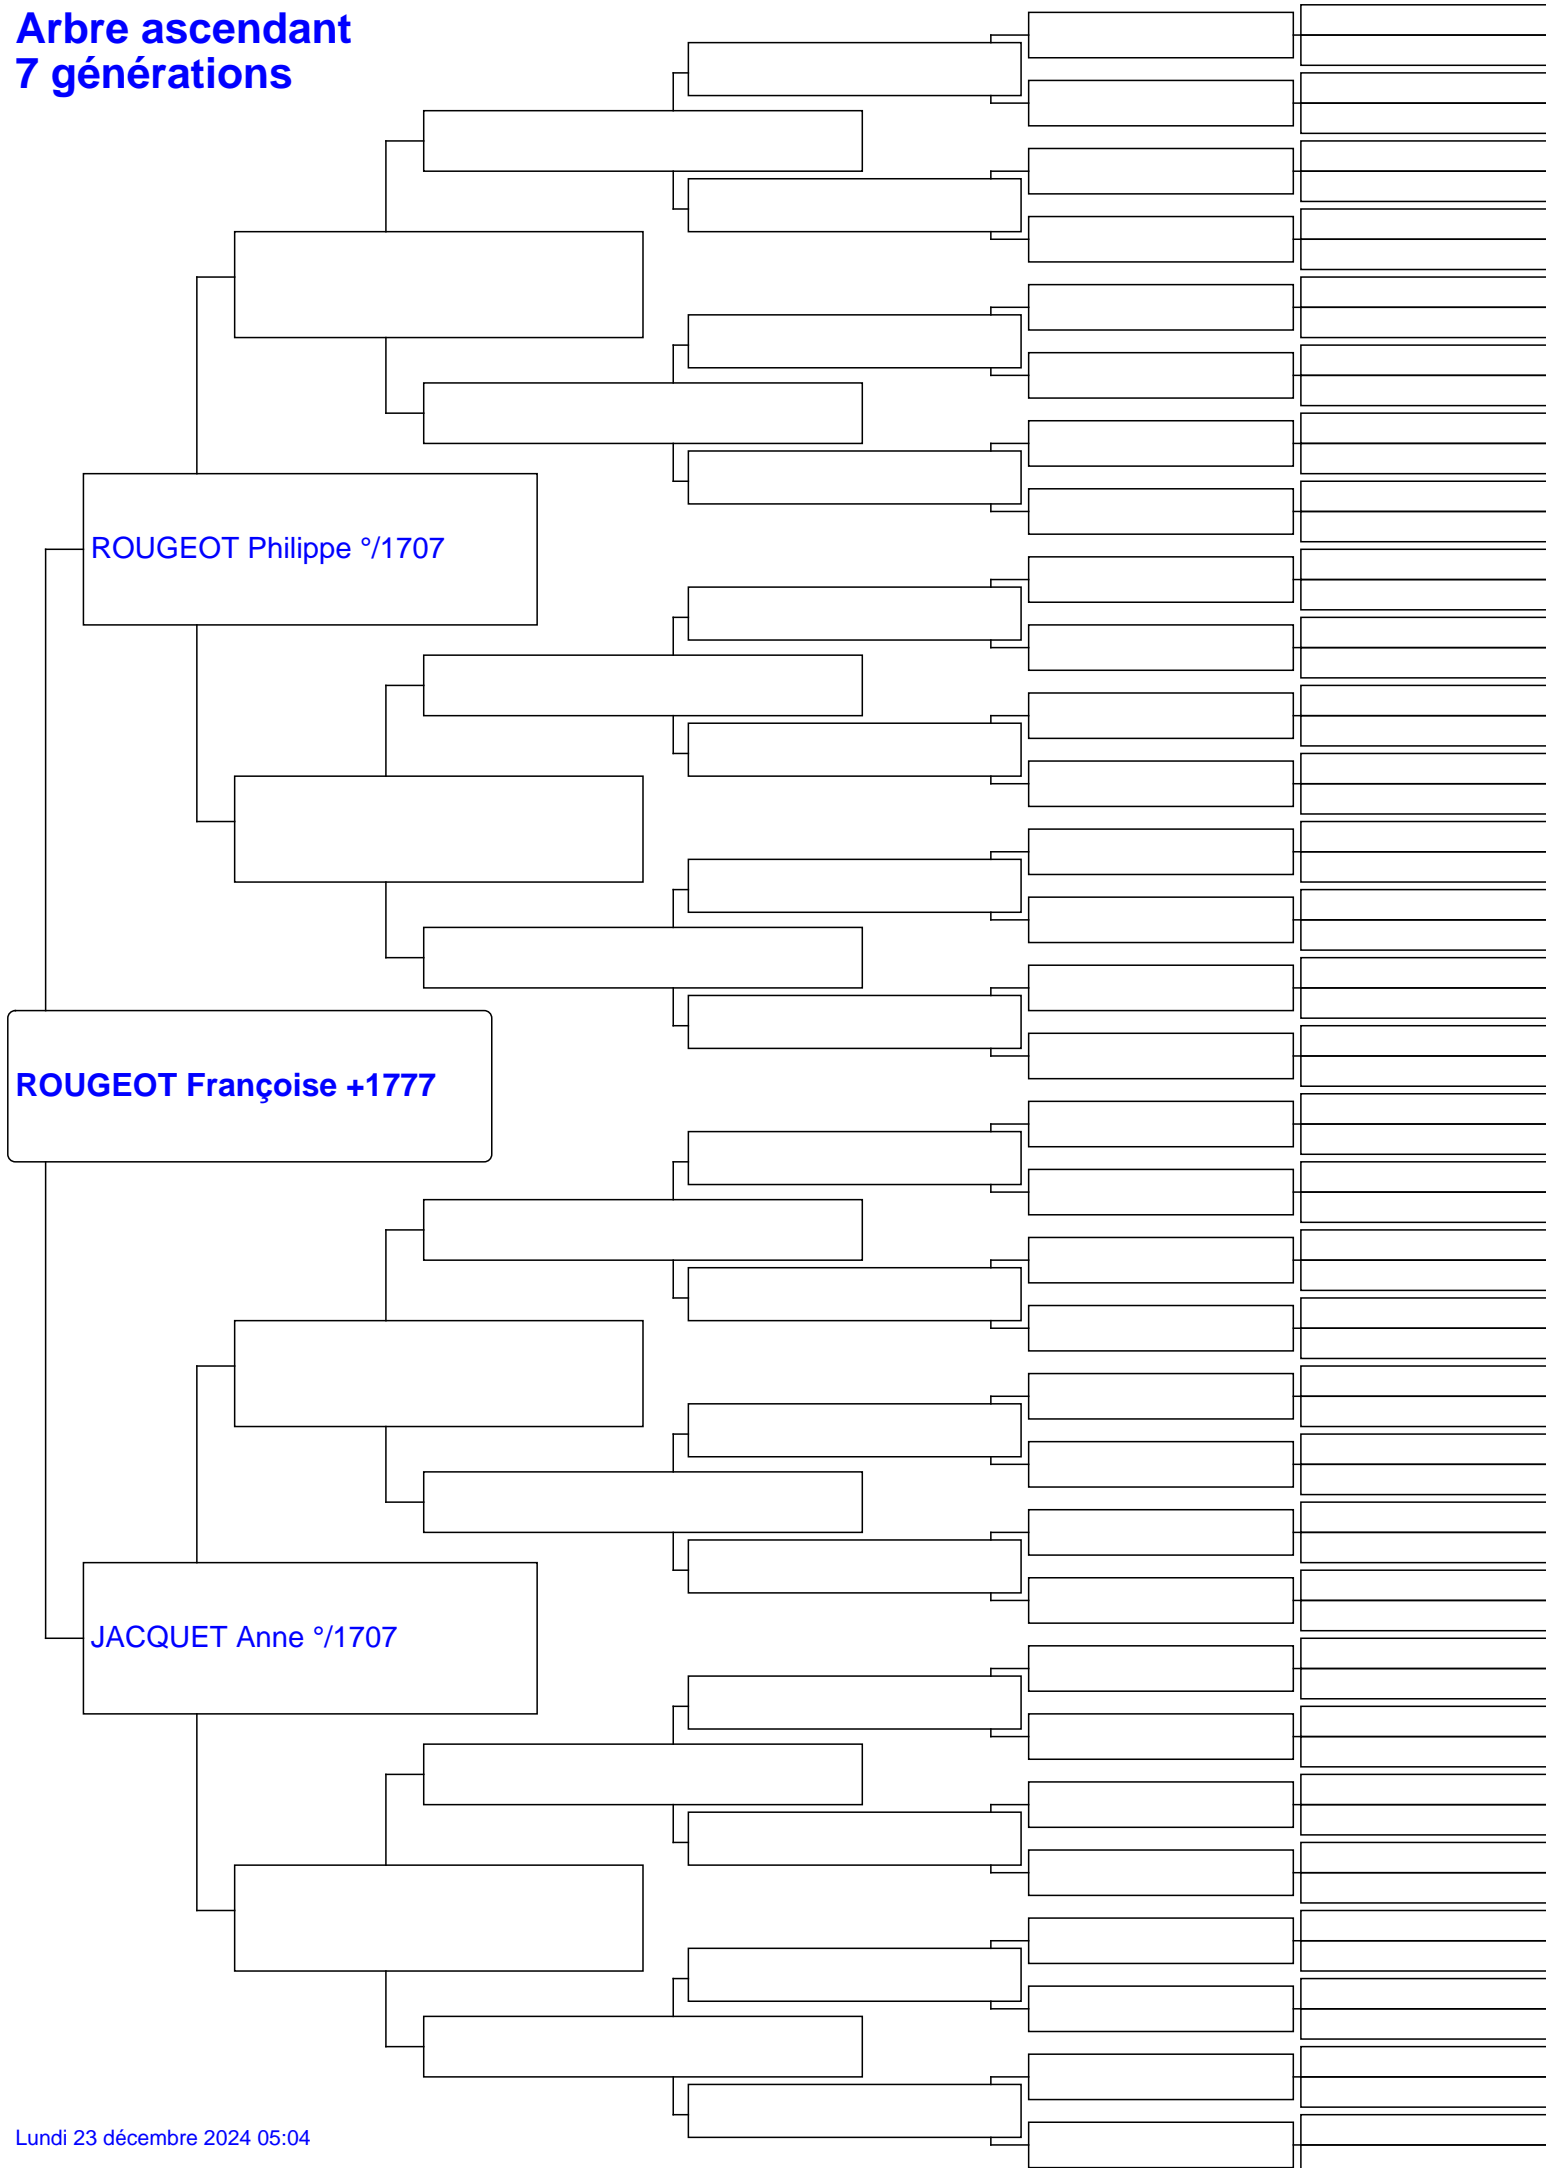 Arbre ascendant
7 générations
ROUGEOT Philippe °/1707
ROUGEOT Françoise +1777
JACQUET Anne °/1707
Lundi 23 décembre 2024 05:04